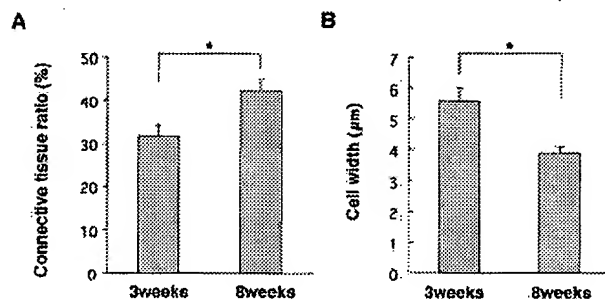 A
Connective tissue ratio (%)
50
40
30
20
10
0
*
3weeks
8weeks
B
Cell width (μm)
7
6
5
4
3
2
1
0
*
3weeks
8weeks